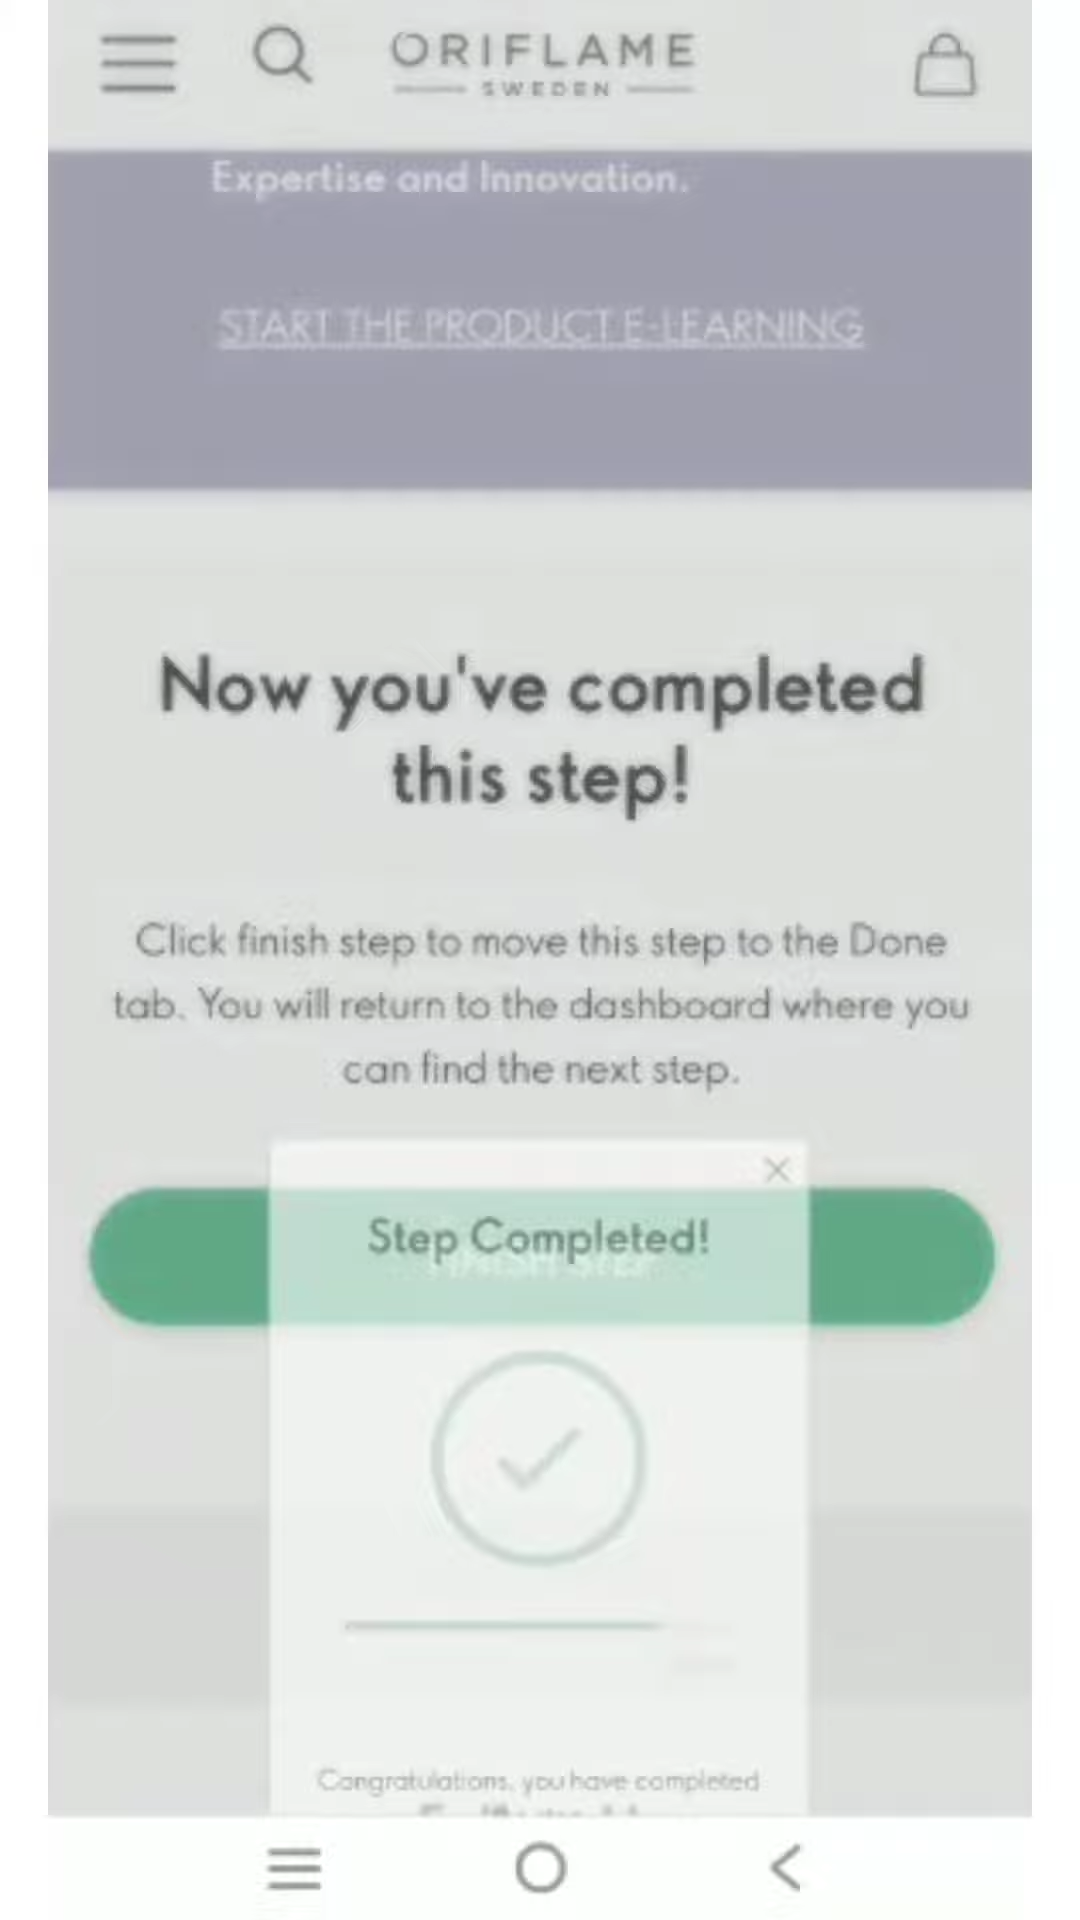 ORIFLAME
SWEDEN
Expertise and Innovation.
START THE PRODUCT E-LEARNING
Now you've completed
this step!
Click finish step to move this step to the Done
tab. You will return to the dashboard where you
can find the next step.
Step Completed!
FINISH STEP
Congratulations, you have completed